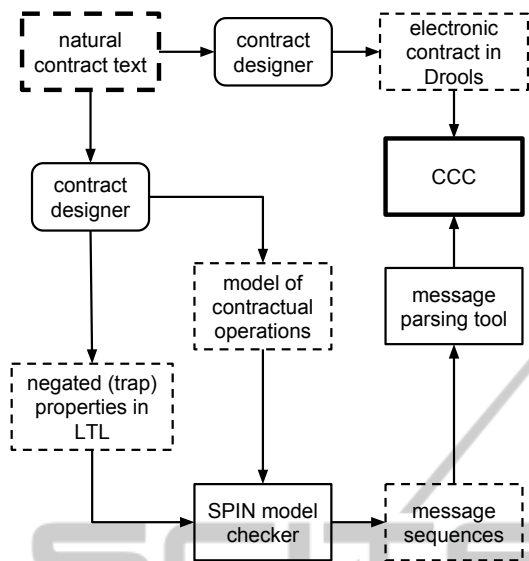 natural
contract text
contract
designer
electronic
contract in
Drools
contract
designer
CCC
model of
contractual
operations
message
parsing tool
negated (trap)
properties in
LTL
SPIN model
checker
message
sequences